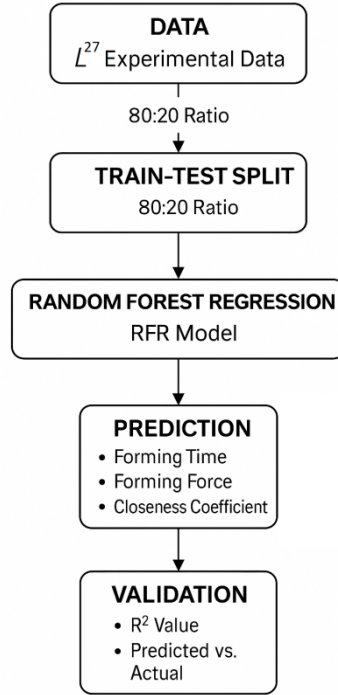 DATA
L²⁷ Experimental Data
80:20 Ratio
TRAIN-TEST SPLIT
80:20 Ratio
RANDOM FOREST REGRESSION
RFR Model
PREDICTION
• Forming Time
• Forming Force
• Closeness Coefficient
VALIDATION
• R² Value
• Predicted vs.
Actual